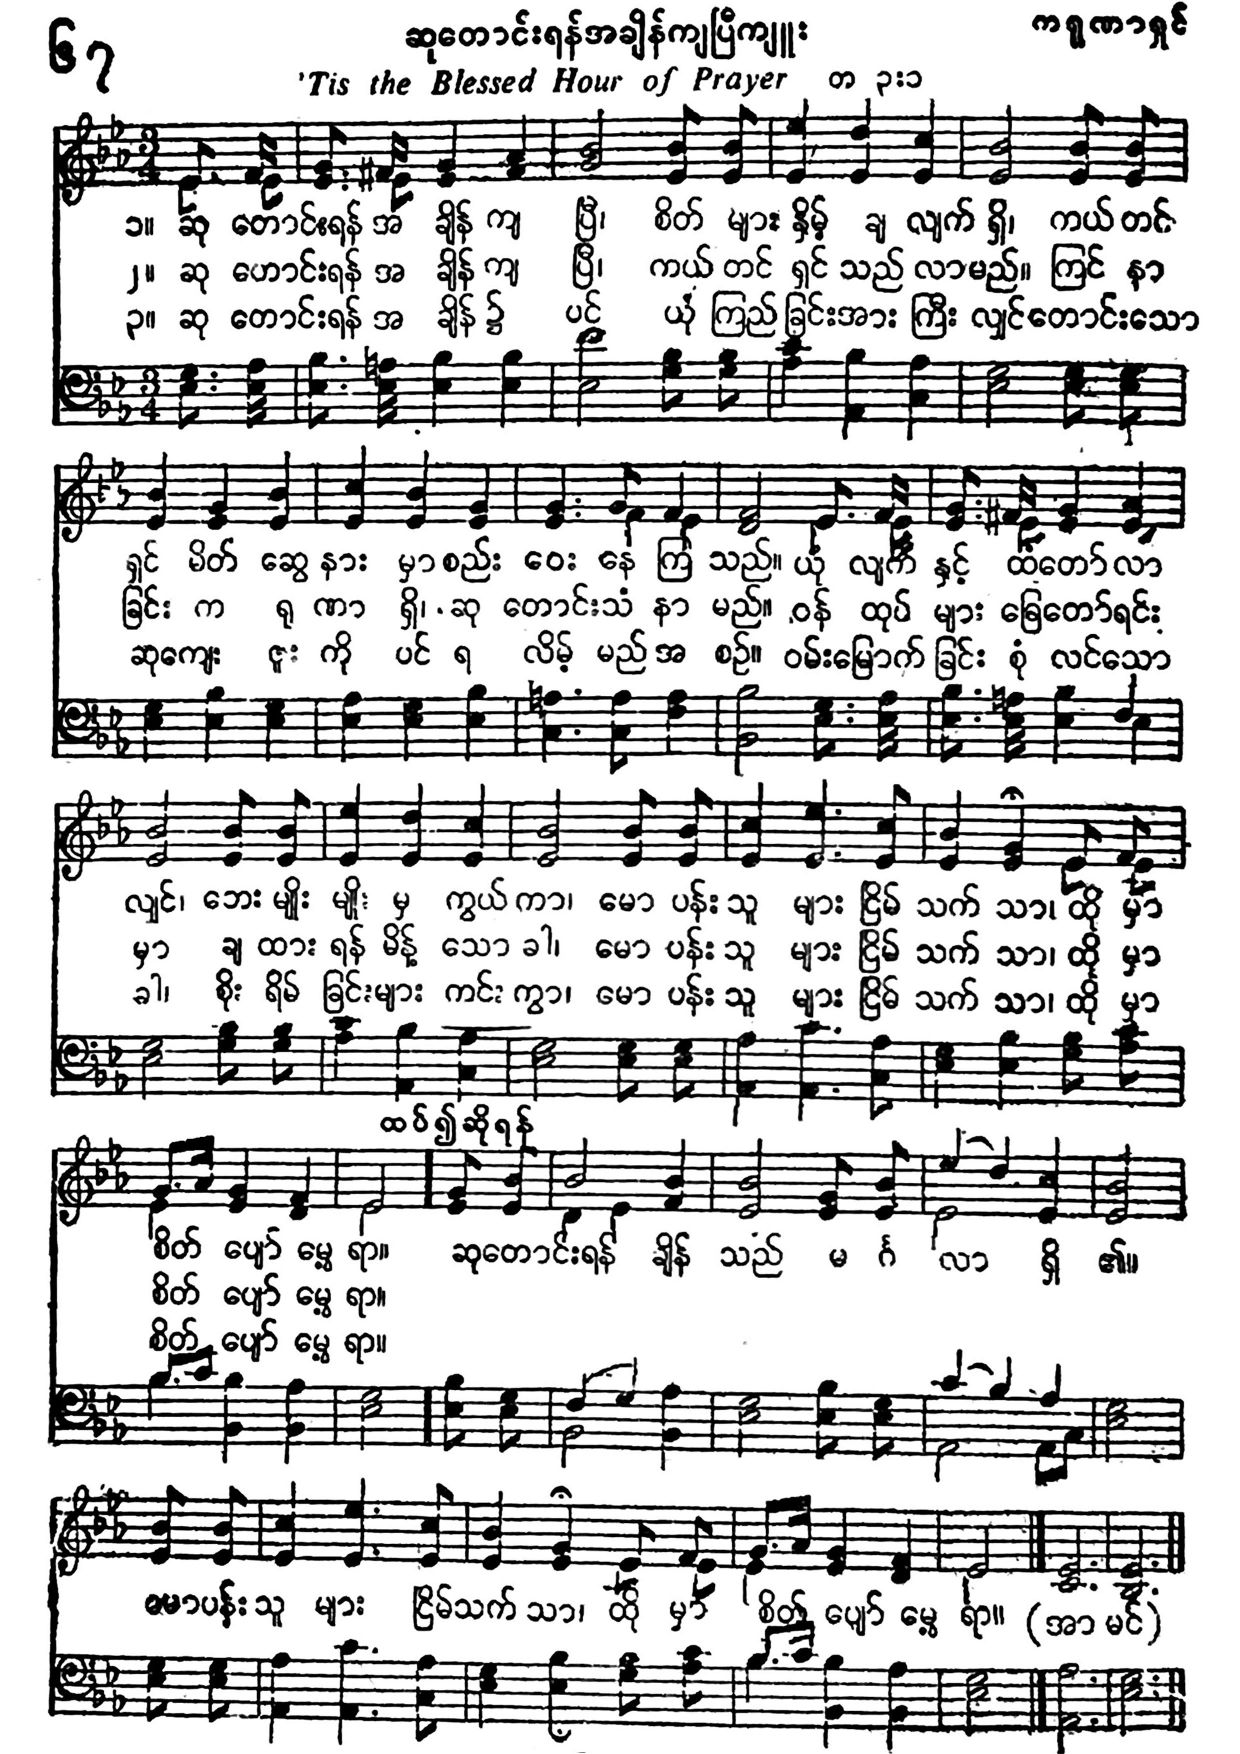 ၆၇
ဆုတောင်းရန်အချိန်ကျပြီကျူး
ကရုဏာရှင်
'Tis the Blessed Hour of Prayer တ ၃း၁
၁။ ဆု တောင်းရန် အ ချိန် ကျ ပြီ၊ စိတ် များ နှိမ့် ချ လျက် ရှိ၊ ကယ် တင်
၂။ ဆု တောင်းရန် အ ချိန် ကျ ပြီ၊ ကယ် တင် ရှင် သည် လာမည်။ ကြင် နာ
၃။ ဆု တောင်းရန် အ ချိန် ၌ ပင် ယုံ ကြည် ခြင်းအား ကြီး လျှင်တောင်းသော
ရှင် မိတ် ဆွေ နား မှာ စည်း ဝေး နေ ကြ သည်။ ယုံ လျက် နှင့် ထံတော် လာ
ခြင်း က ရု ဏာ ရှိ၊ ဆု တောင်းသံ နာ မည်။ ဝန် ထုပ် များ ခြေတော်ရင်း
ဆုကျေး ဇူး ကို ပင် ရ လိမ့် မည် အ စဉ်။ ဝမ်းမြောက် ခြင်း စုံ လင်သော
လျှင်၊ ဘေး မျိုး မျိုး မှ ကွယ် ကာ၊ မော ပန်း သူ များ ငြိမ် သက် သာ၊ ထို မှာ
မှာ ချ ထား ရန် မိန့် သော ခါ၊ မော ပန်း သူ များ ငြိမ် သက် သာ၊ ထို မှာ
ခါ၊ စိုး ရိမ် ခြင်းများ ကင်း ကွာ၊ မော ပန်း သူ များ ငြိမ် သက် သာ၊ ထို မှာ
ထပ်၍ဆိုရန်
စိတ် ပျော် မွေ့ ရာ။ ဆုတောင်းရန် ချိန် သည် မ င်္ဂ လာ ရှိ ၏။
စိတ် ပျော် မွေ့ ရာ။
စိတ် ပျော် မွေ့ ရာ။
မောပန်း သူ များ ငြိမ်သက် သာ၊ ထို မှာ စိတ် ပျော် မွေ့ ရာ။ (အာ မင်)